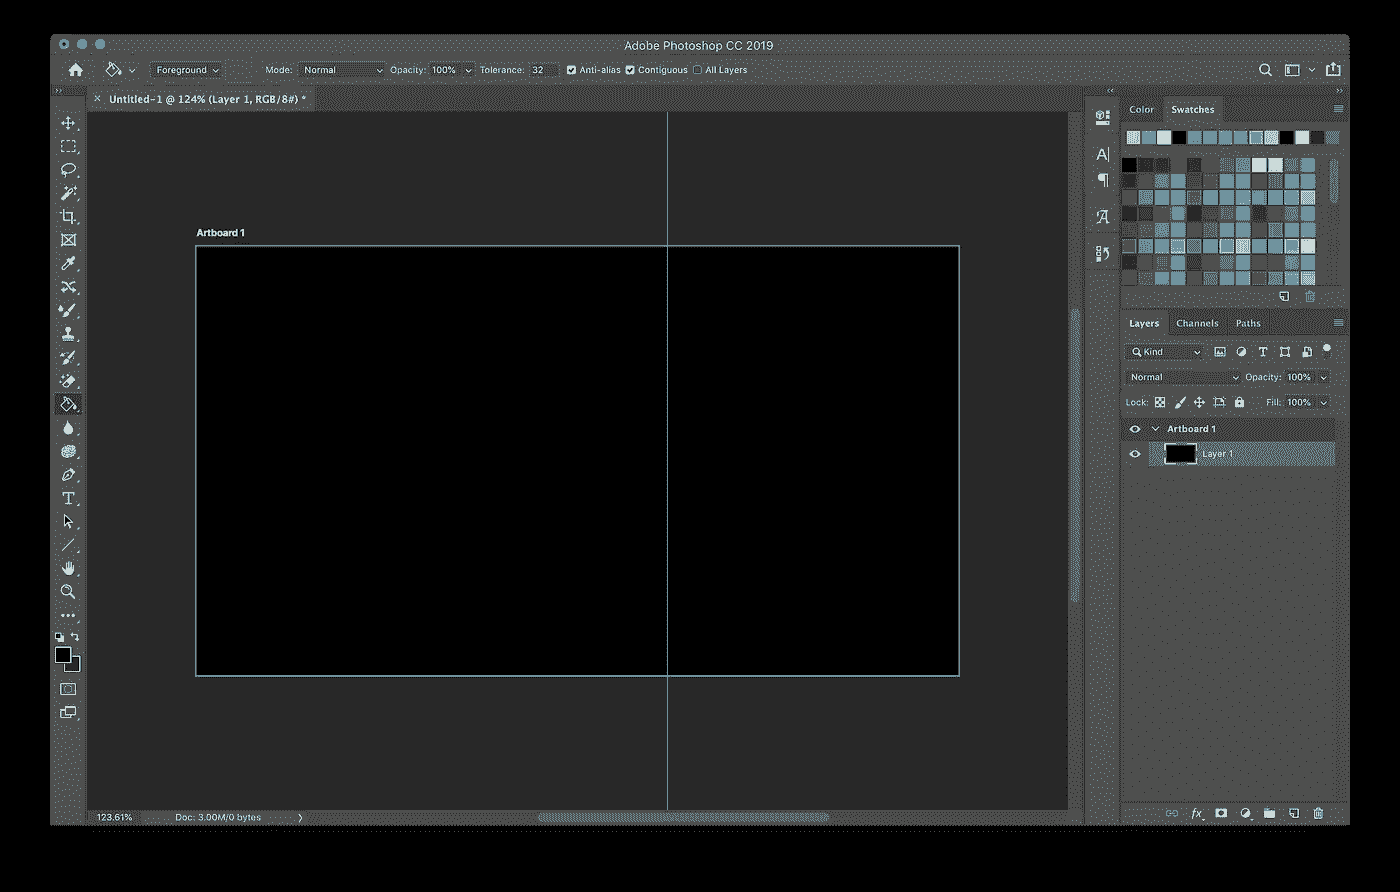 Adobe Photoshop CC 2019
Foreground Mode: Normal Opacity: 100% Tolerance: 32 Anti-alias Contiguous All Layers
× Untitled-1 @ 124% (Layer 1, RGB/8#) *
Color Swatches
Artboard 1
Layers Channels Paths
Kind
Normal Opacity: 100%
Lock: Fill: 100%
Artboard 1
Layer 1
123.61% Doc: 3.00M/0 bytes
fx